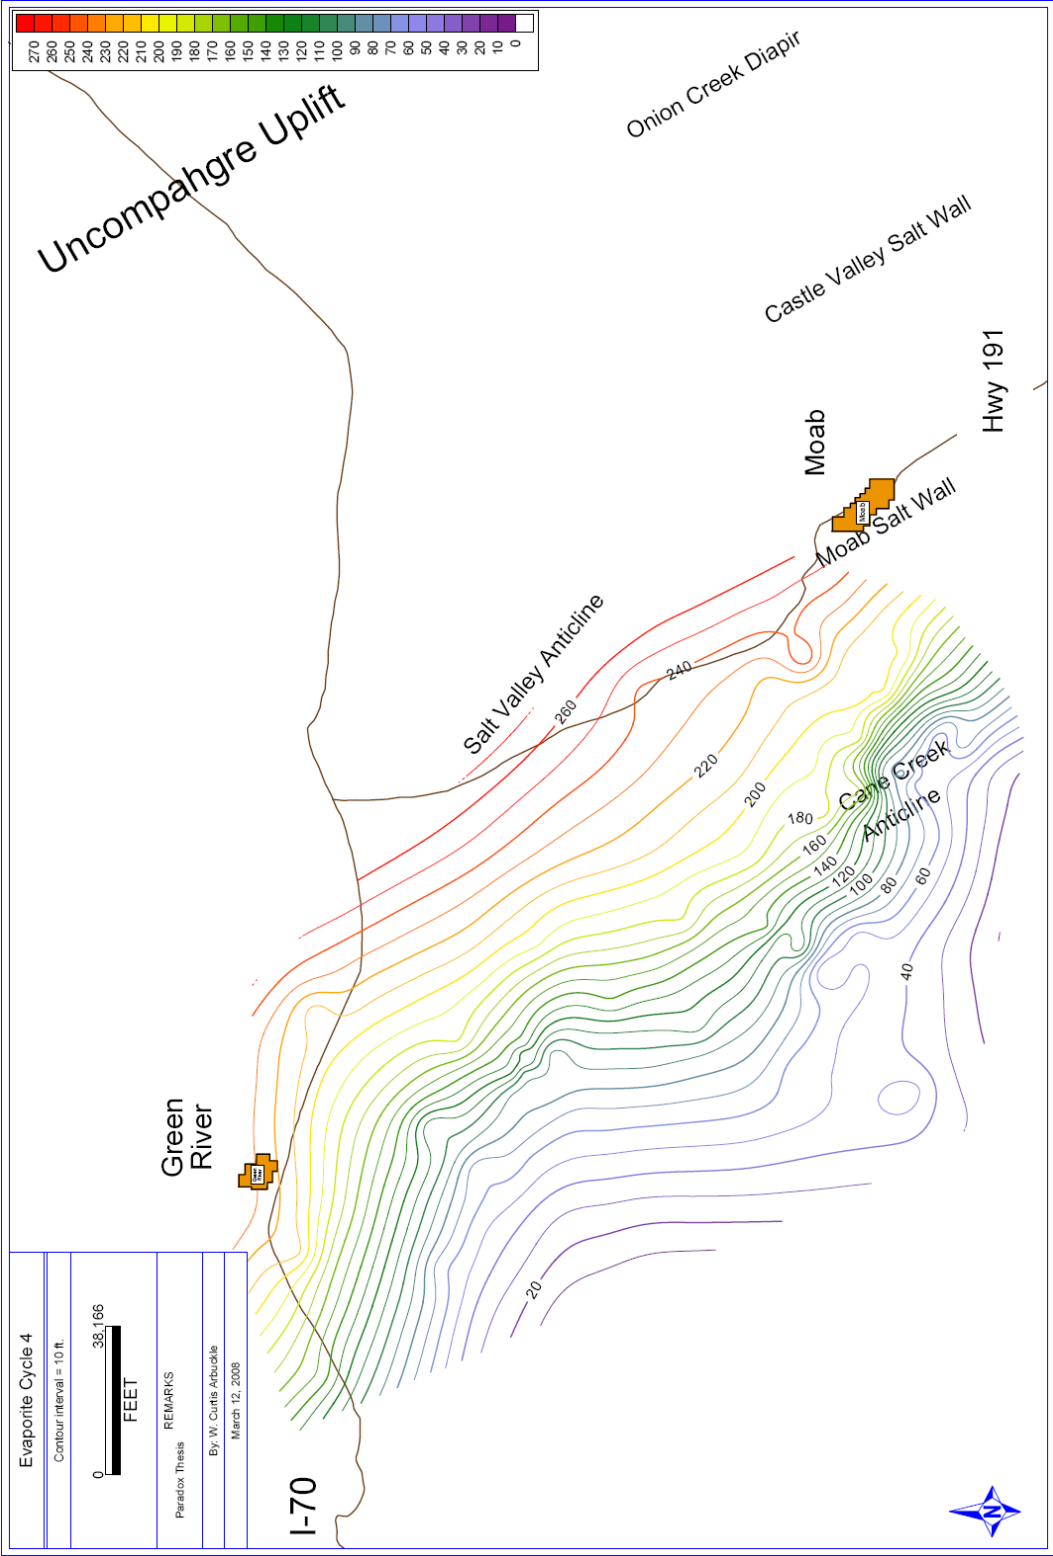 270
260
250
240
230
220
210
200
190
180
170
160
150
140
130
120
110
100
90
80
70
60
50
40
30
20
10
0
Uncompahgre Uplift
Onion Creek Diapir
Castle Valley Salt Wall
Hwy 191
Moab
Moab
Moab Salt Wall
Salt Valley Anticline
260
240
220
200
180
160
140
120
100
80
60
40
20
Cane Creek
Anticline
Green
River
Green
River
Evaporite Cycle 4
Contour interval = 10 ft.
0
38,166
FEET
REMARKS
Paradox Thesis
By: W. Curtis Arbuckle
March 12, 2008
I-70
N